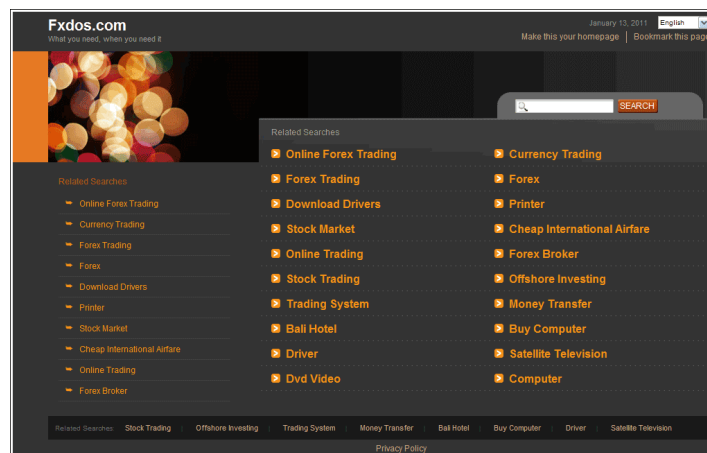 Fxdos.com
What you need, when you need it
January 13, 2011 English
Make this your homepage | Bookmark this page
SEARCH
Related Searches
Online Forex Trading
Currency Trading
Forex Trading
Forex
Download Drivers
Printer
Stock Market
Cheap International Airfare
Online Trading
Forex Broker
Related Searches
Online Forex Trading Currency Trading
Forex Trading Forex
Download Drivers Printer
Stock Market Cheap International Airfare
Online Trading Forex Broker
Stock Trading Offshore Investing
Trading System Money Transfer
Bali Hotel Buy Computer
Driver Satellite Television
Dvd Video Computer
Related Searches: Stock Trading | Offshore Investing | Trading System | Money Transfer | Bali Hotel | Buy Computer | Driver | Satellite Television
Privacy Policy